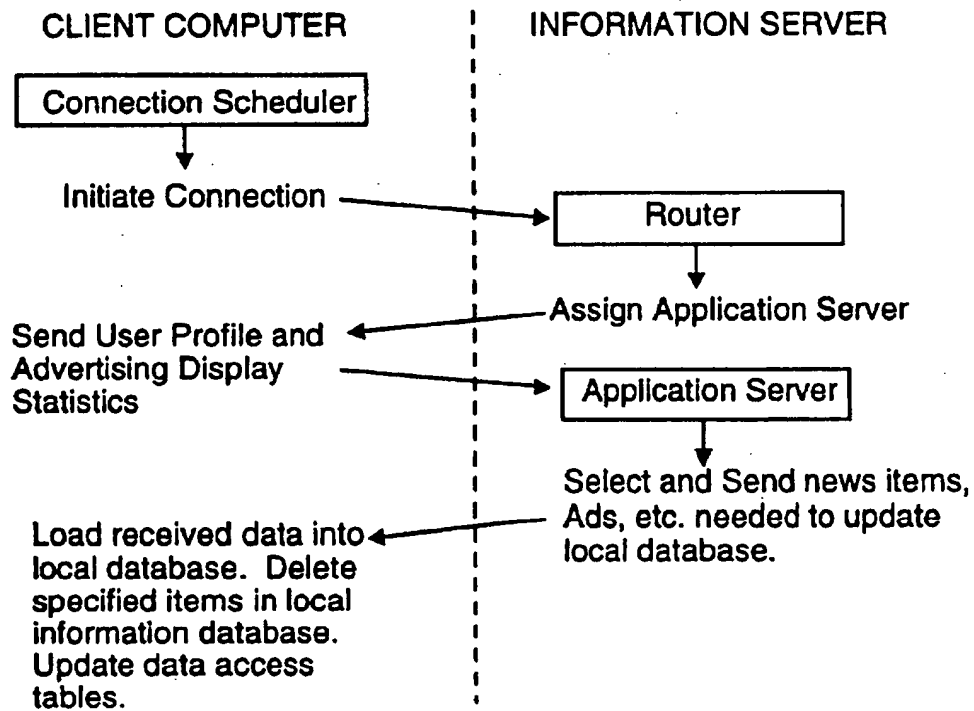 CLIENT COMPUTER
INFORMATION SERVER
Connection Scheduler
Initiate Connection
Router
Assign Application Server
Send User Profile and
Advertising Display
Statistics
Application Server
Select and Send news items,
Ads, etc. needed to update
local database.
Load received data into
local database. Delete
specified items in local
information database.
Update data access
tables.